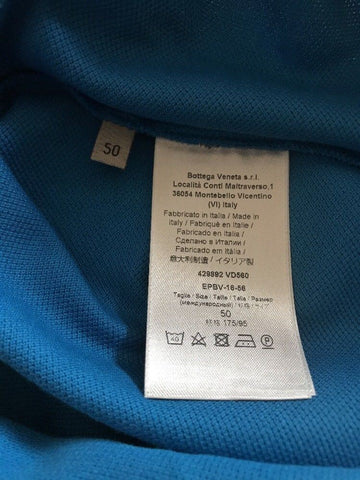 50
Bottega Veneta s.r.l.
Località Conti Maltraverso,1
36054 Montebello Vicentino
(VI) Italy
Fabbricato in Italia / Made in
Italy / Fabriqué en Italie /
Fabricado en Italia /
Fabricado em Itália /
Сделано в Италии /
意大利制造 / イタリア製
429892 VD560
EPBV-16-56
Taglia / Size / Taille / Talla / Размер
(международный) /
50
175/95
40
P